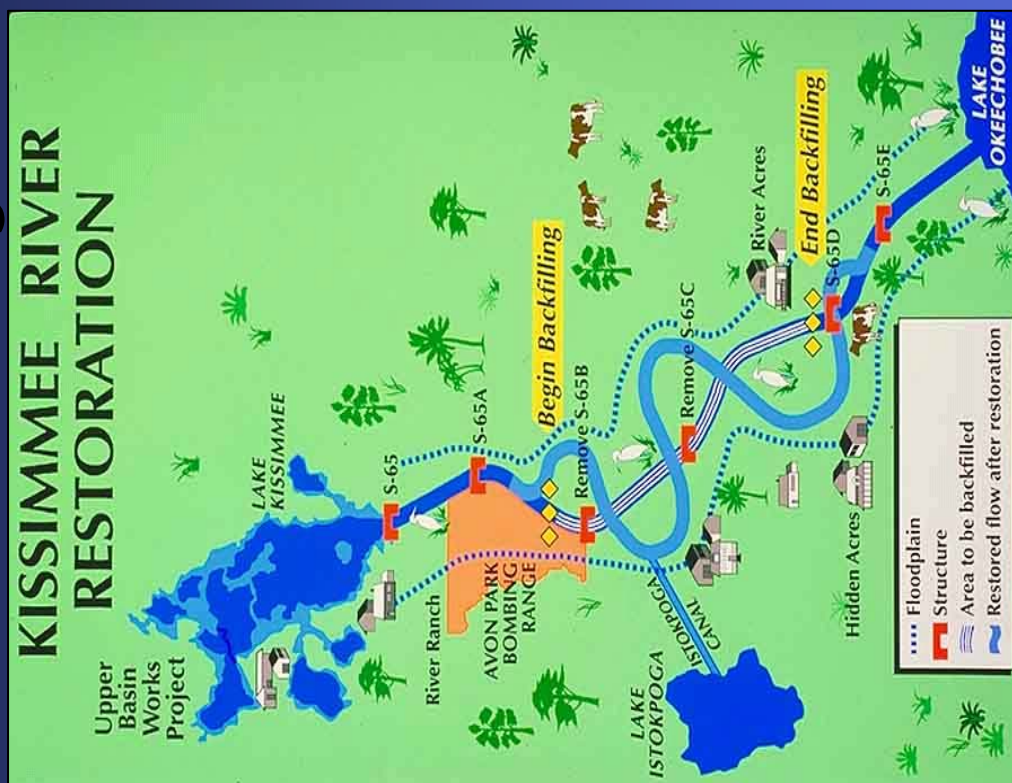 KISSIMMEE RIVER
RESTORATION
Upper
Basin
Works
Project
LAKE
KISSIMMEE
S-65
River Ranch
S-65A
AVON PARK
BOMBING
RANGE
Begin Backfilling
Remove S-65B
LAKE
ISTOKPOGA
ISTOKPOGA
CANAL
Remove S-65C
River Acres
End Backfilling
S-65D
Hidden Acres
S-65E
LAKE
OKEECHOBEE
Floodplain
Structure
Area to be backfilled
Restored flow after restoration